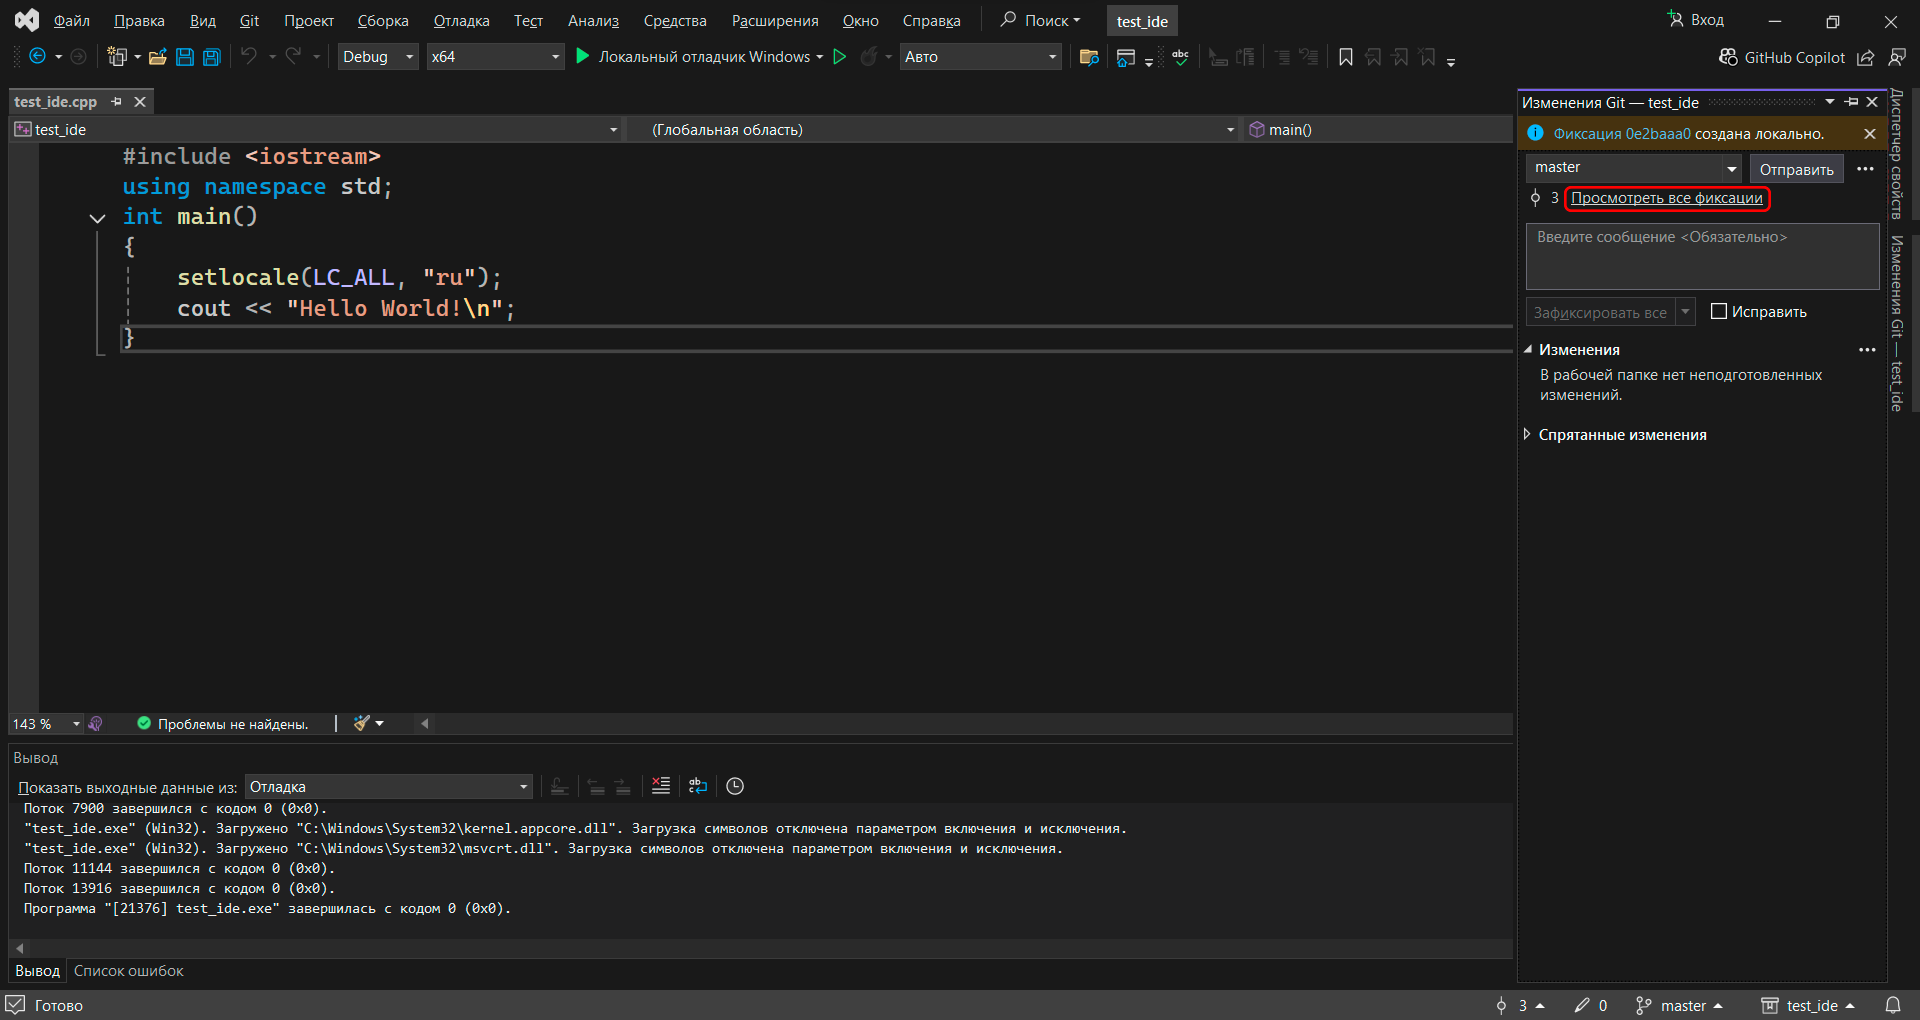 Файл Правка Вид Git Проект Сборка Отладка Тест Анализ Средства Расширения Окно Справка Поиск test_ide Вход
Debug x64 Локальный отладчик Windows Авто abc GitHub Copilot
test_ide.cpp
test_ide (Глобальная область) main()
#include <iostream>
using namespace std;
int main()
{
setlocale(LC_ALL, "ru");
cout << "Hello World!\n";
}
143 % Проблемы не найдены.
Вывод
Показать выходные данные из: Отладка
Поток 7900 завершился с кодом 0 (0x0).
"test_ide.exe" (Win32). Загружено "C:\Windows\System32\kernel.appcore.dll". Загрузка символов отключена параметром включения и исключения.
"test_ide.exe" (Win32). Загружено "C:\Windows\System32\msvcrt.dll". Загрузка символов отключена параметром включения и исключения.
Поток 11144 завершился с кодом 0 (0x0).
Поток 13916 завершился с кодом 0 (0x0).
Программа "[21376] test_ide.exe" завершилась с кодом 0 (0x0).
Вывод Список ошибок
Изменения Git — test_ide
Фиксация 0e2baaa0 создана локально.
master Отправить
3 Просмотреть все фиксации
Введите сообщение <Обязательно>
Зафиксировать все Исправить
Изменения
В рабочей папке нет неподготовленных
изменений.
Спрятанные изменения
Диспетчер свойств
Изменения Git — test_ide
Готово 3 0 master test_ide